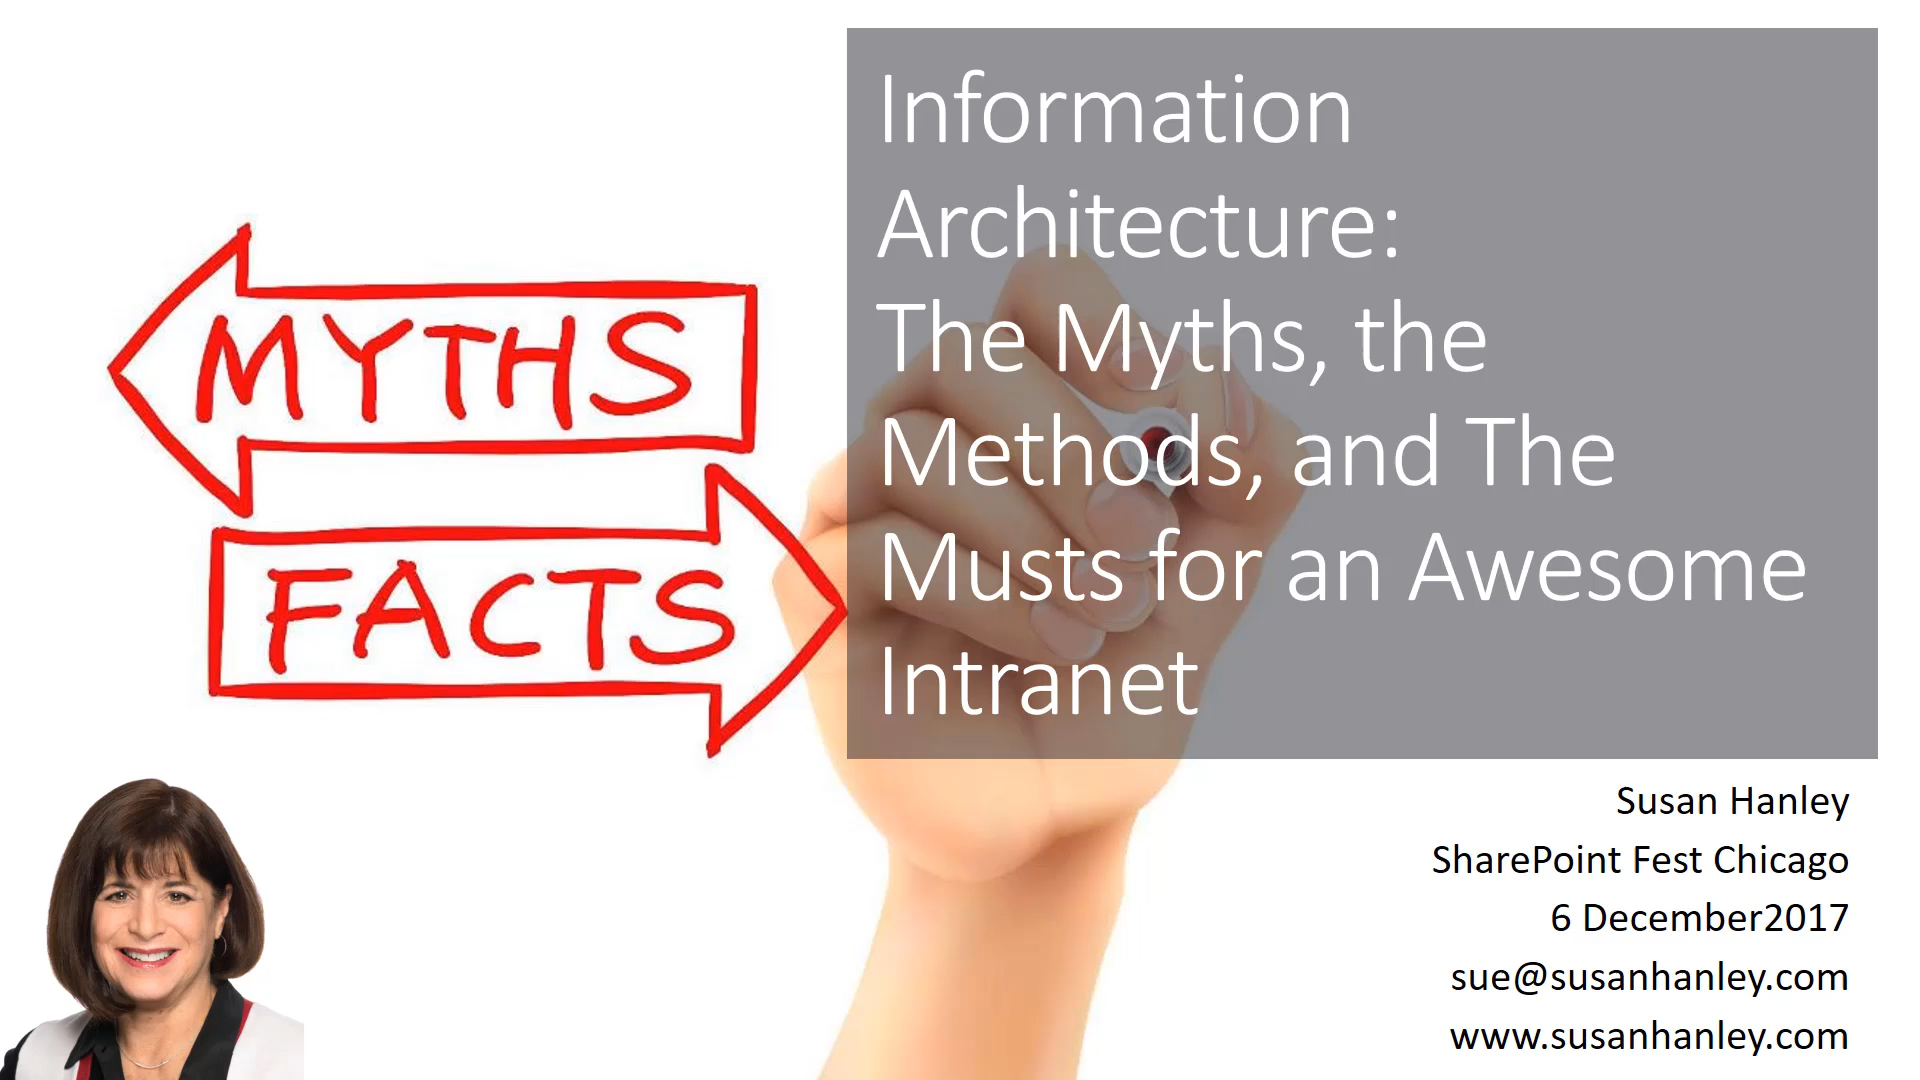 MYTHS
FACTS
Information
Architecture:
The Myths, the
Methods, and The
Musts for an Awesome
Intranet
Susan Hanley
SharePoint Fest Chicago
6 December2017
sue@susanhanley.com
www.susanhanley.com